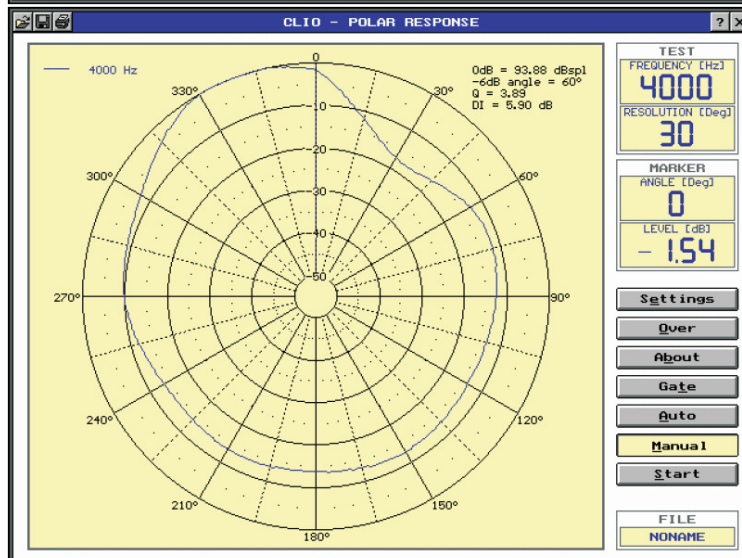 CLIO - POLAR RESPONSE
? ×
4000 Hz
0dB = 93.88 dBspl
-6dB angle = 60°
Q = 3.89
DI = 5.90 dB
0
330°
30°
-10
-20
300°
60°
-30
-40
-50
270°
90°
240°
120°
210°
150°
180°
TEST
FREQUENCY [Hz]
4000
RESOLUTION [Deg]
30
MARKER
ANGLE [Deg]
0
LEVEL [dB]
- 1.54
Settings
Over
About
Gate
Auto
Manual
Start
FILE
NONAME